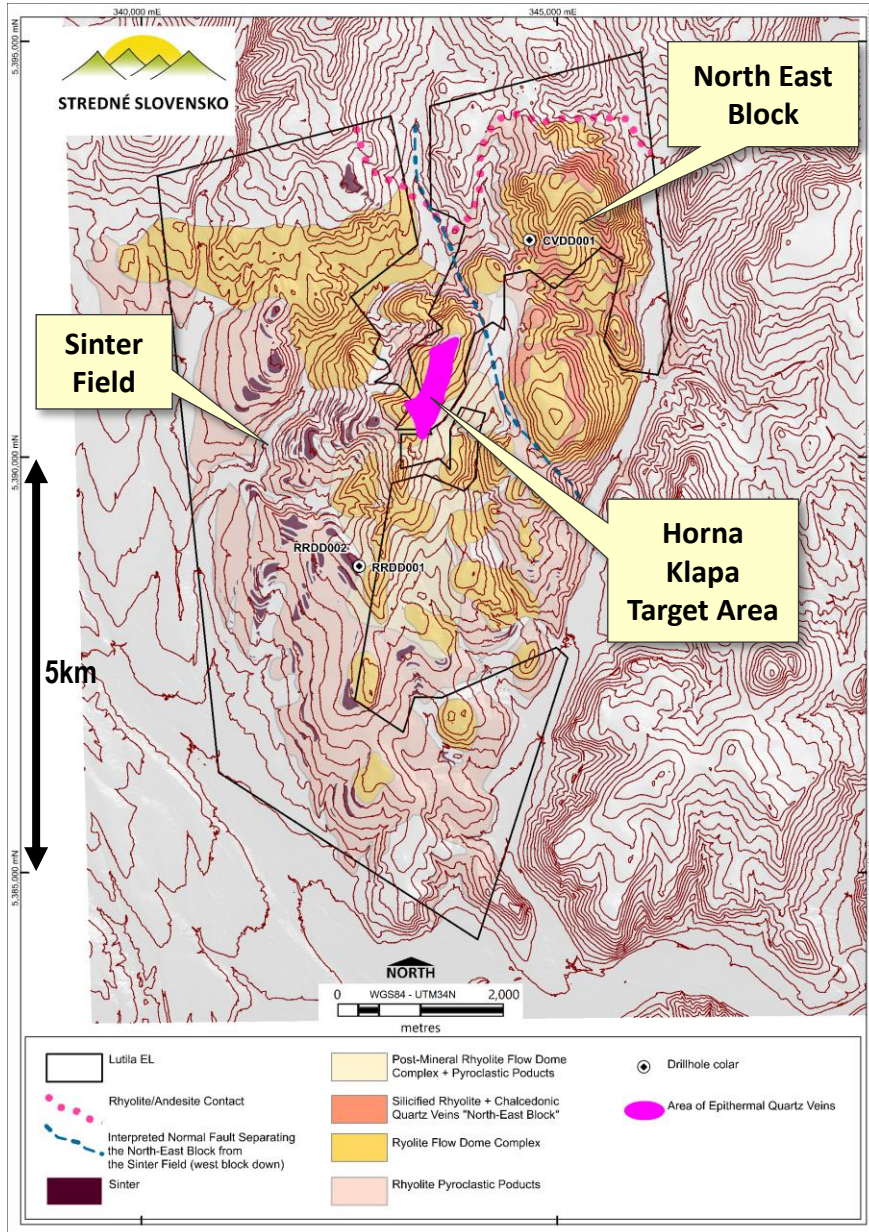 340,000 mE
345,000 mE
5,395,000 mN
STREDNÉ SLOVENSKO
North East
Block
CVDD001
Sinter
Field
5,390,000 mN
Horna
Klapa
Target Area
RRDD002
RRDD001
5km
5,385,000 mN
NORTH
0 WGS84 - UTM34N 2,000
metres
Lutila EL
Rhyolite/Andesite Contact
Interpreted Normal Fault Separating
the North-East Block from
the Sinter Field (west block down)
Sinter
Post-Mineral Rhyolite Flow Dome
Complex + Pyroclastic Products
Silicified Rhyolite + Chalcedonic
Quartz Veins "North-East Block"
Ryolite Flow Dome Complex
Rhyolite Pyroclastic Products
Drillhole colar
Area of Epithermal Quartz Veins